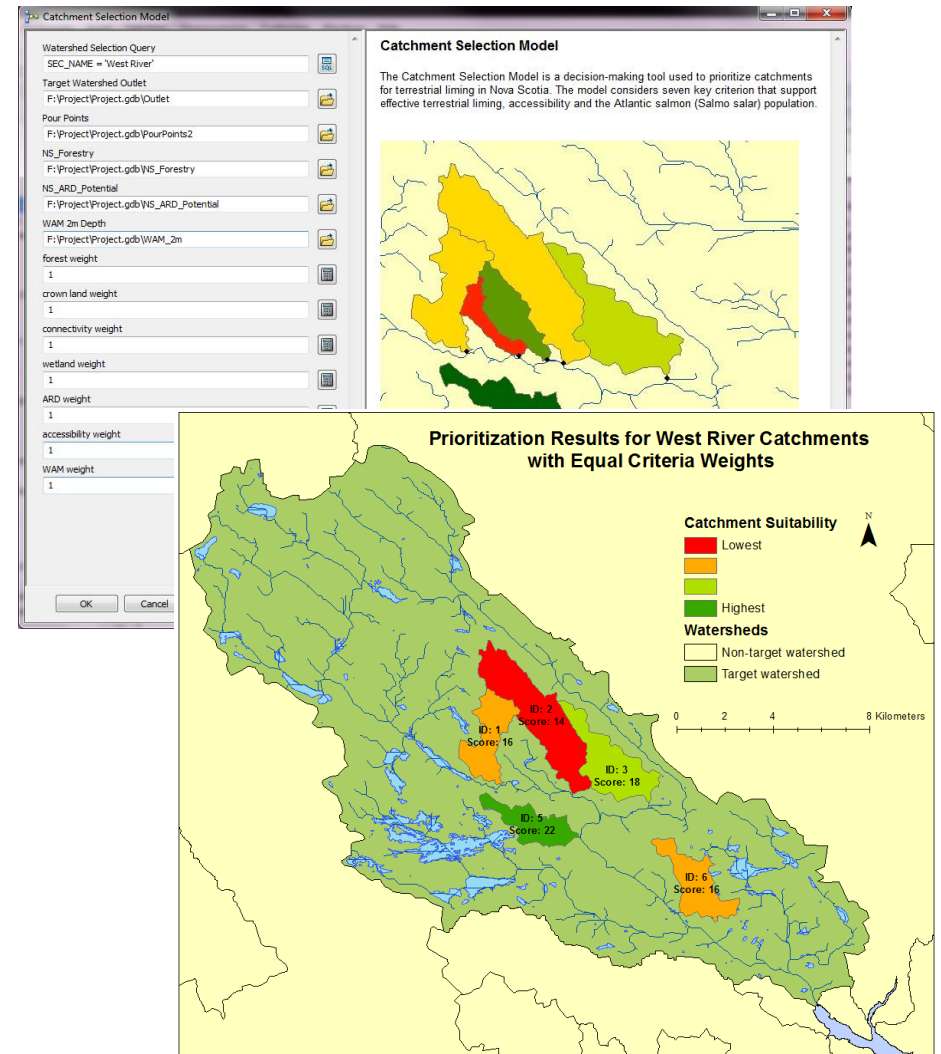 Catchment Selection Model
Watershed Selection Query
SEC_NAME = 'West River'
SQL
Target Watershed Outlet
F:\Project\Project.gdb\Outlet
Pour Points
F:\Project\Project.gdb\PourPoints2
NS_Forestry
F:\Project\Project.gdb\NS_Forestry
NS_ARD_Potential
F:\Project\Project.gdb\NS_ARD_Potential
WAM 2m Depth
F:\Project\Project.gdb\WAM_2m
forest weight
1
crown land weight
1
connectivity weight
1
wetland weight
1
ARD weight
1
accessibility weight
1
WAM weight
1
OK
Cancel
Catchment Selection Model
The Catchment Selection Model is a decision-making tool used to prioritize catchments
for terrestrial liming in Nova Scotia. The model considers seven key criterion that support
effective terrestrial liming, accessibility and the Atlantic salmon (Salmo salar) population.
Prioritization Results for West River Catchments
with Equal Criteria Weights
Catchment Suitability
Lowest
Highest
Watersheds
Non-target watershed
Target watershed
N
0 2 4 8 Kilometers
ID: 2
Score: 14
ID: 1
Score: 16
ID: 3
Score: 18
ID: 5
Score: 22
ID: 6
Score: 16